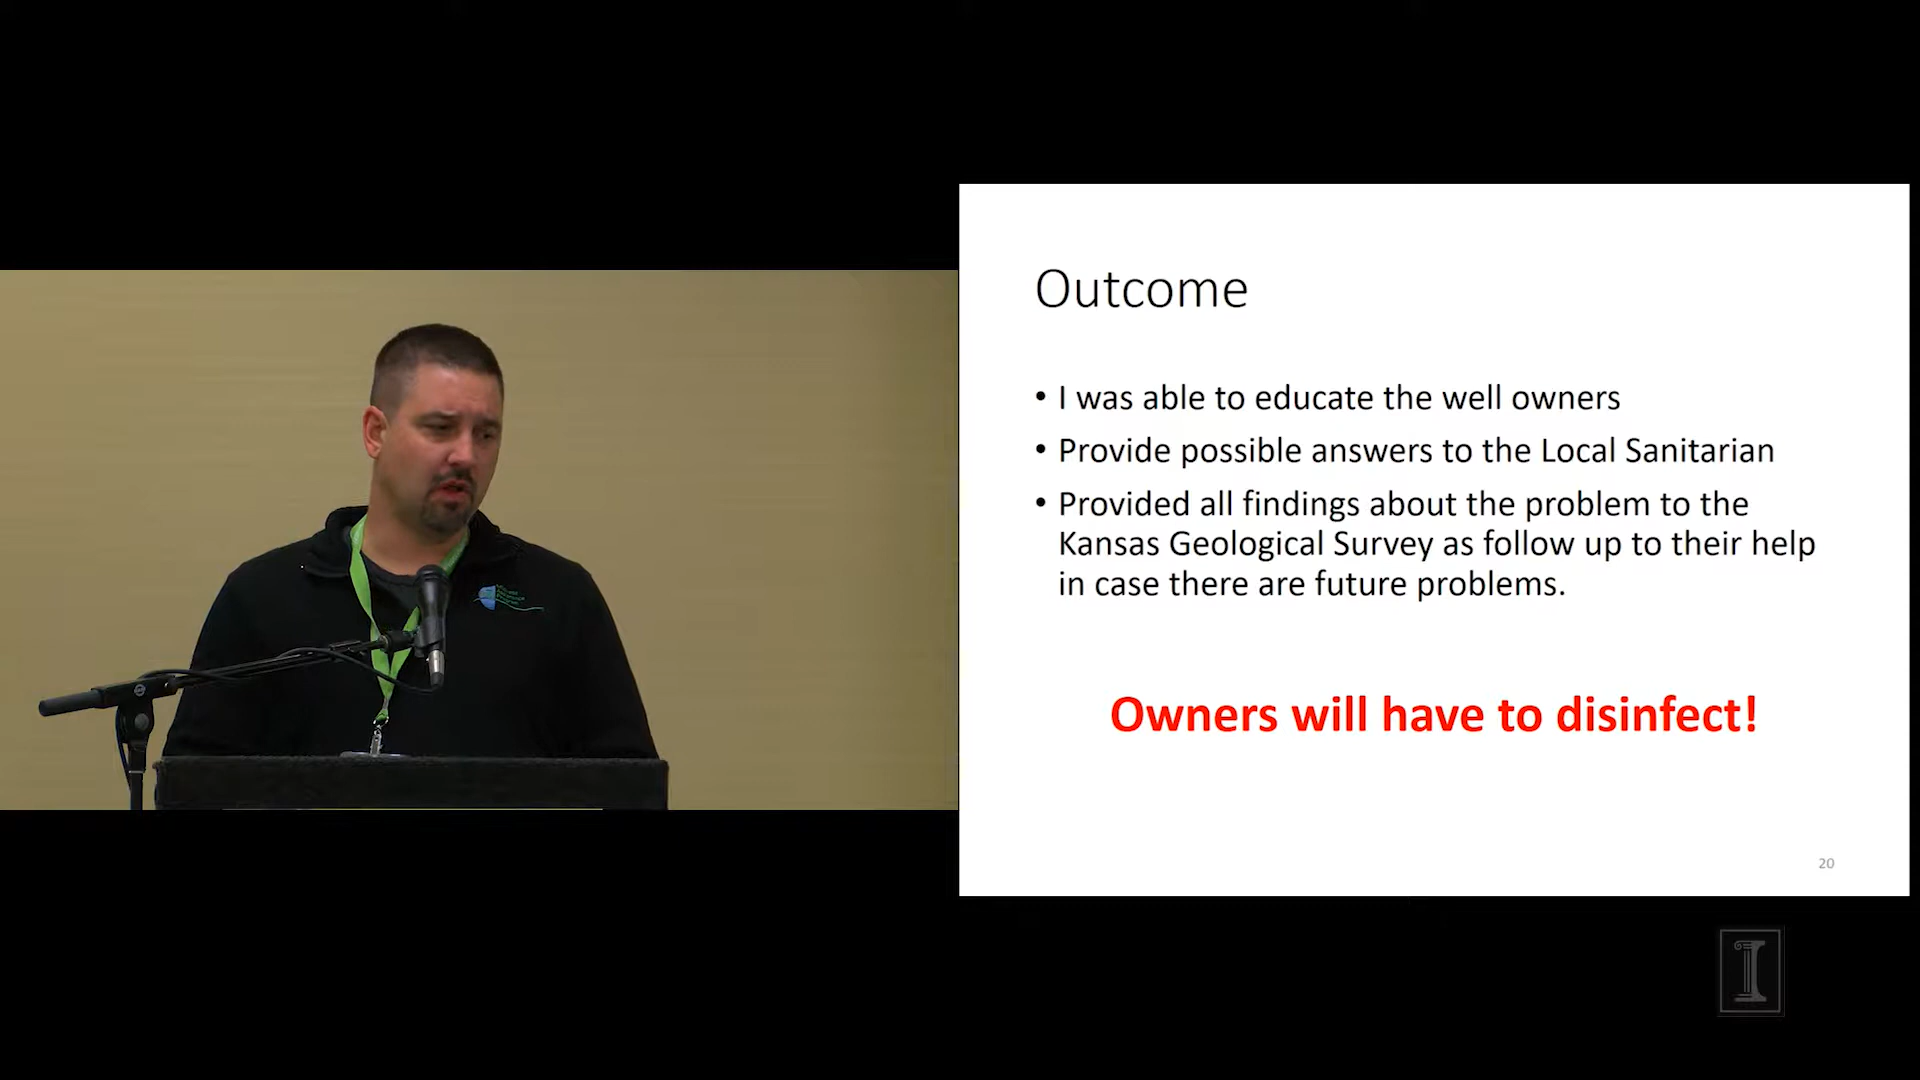 Outcome
• I was able to educate the well owners
• Provide possible answers to the Local Sanitarian
• Provided all findings about the problem to the
Kansas Geological Survey as follow up to their help
in case there are future problems.
Owners will have to disinfect!
20
I